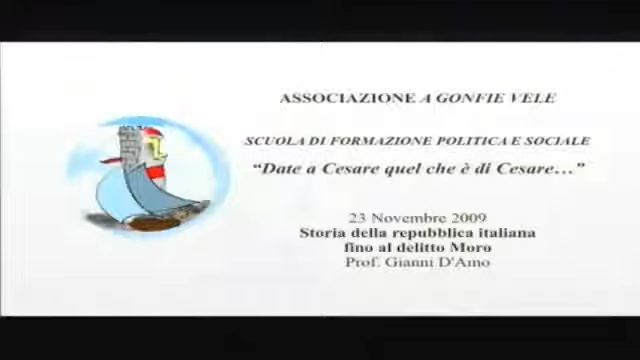 ASSOCIAZIONE A GONFIE VELE
SCUOLA DI FORMAZIONE POLITICA E SOCIALE
“Date a Cesare quel che è di Cesare…”
23 Novembre 2009
Storia della repubblica italiana
fino al delitto Moro
Prof. Gianni D'Amo